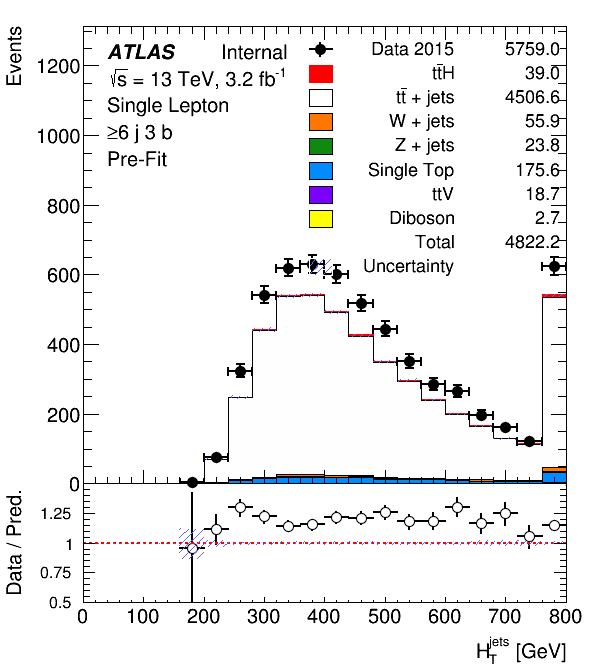 Events
ATLAS Internal
√s = 13 TeV, 3.2 fb⁻¹
Single Lepton
≥6 j 3 b
Pre-Fit
Data 2015 5759.0
tt̄H 39.0
tt̄ + jets 4506.6
W + jets 55.9
Z + jets 23.8
Single Top 175.6
ttV 18.7
Diboson 2.7
Total 4822.2
Uncertainty
1200
1000
800
600
400
200
0
Data / Pred.
1.25
1
0.75
0.5
0 100 200 300 400 500 600 700 800
H_T^jets [GeV]